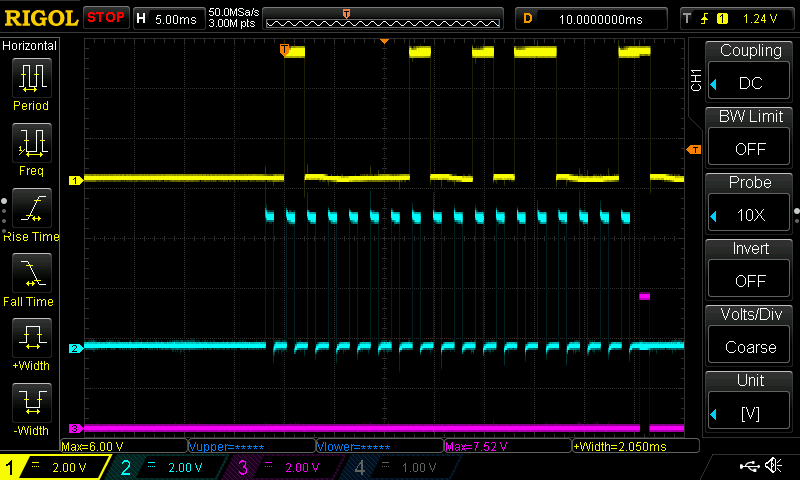 RIGOL STOP H 5.00ms 50.0MSa/s 3.00M pts T D 10.0000000ms T 1 1.24 V
Horizontal
Period
Freq
Rise Time
Fall Time
+Width
-Width
T
1
2
3
T
CH1
Coupling
DC
BW Limit
OFF
Probe
10X
Invert
OFF
Volts/Div
Coarse
Unit
[V]
Max=6.00 V Vupper=***** Vlower=***** Max=7.52 V +Width=2.050ms
1 2.00 V 2 2.00 V 3 2.00 V 4 1.00 V